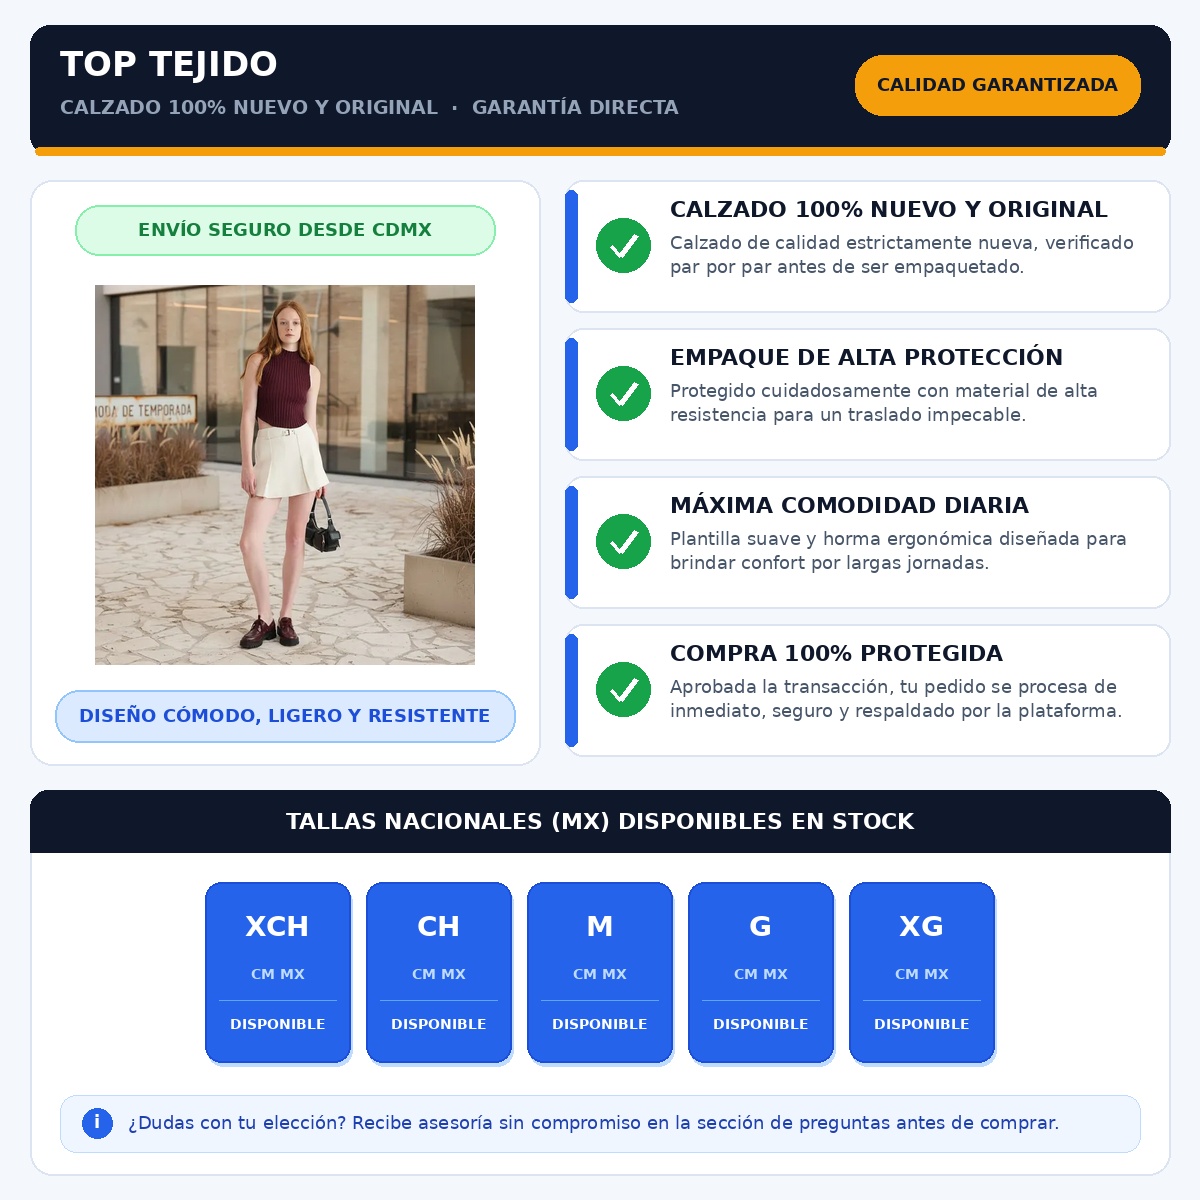 TOP TEJIDO
CALZADO 100% NUEVO Y ORIGINAL · GARANTÍA DIRECTA
CALIDAD GARANTIZADA
ENVÍO SEGURO DESDE CDMX
MODA DE TEMPORADA
DISEÑO CÓMODO, LIGERO Y RESISTENTE
CALZADO 100% NUEVO Y ORIGINAL
Calzado de calidad estrictamente nueva, verificado
par por par antes de ser empaquetado.
EMPAQUE DE ALTA PROTECCIÓN
Protegido cuidadosamente con material de alta
resistencia para un traslado impecable.
MÁXIMA COMODIDAD DIARIA
Plantilla suave y horma ergonómica diseñada para
brindar confort por largas jornadas.
COMPRA 100% PROTEGIDA
Aprobada la transacción, tu pedido se procesa de
inmediato, seguro y respaldado por la plataforma.
TALLAS NACIONALES (MX) DISPONIBLES EN STOCK
XCH
CM MX
DISPONIBLE
CH
CM MX
DISPONIBLE
M
CM MX
DISPONIBLE
G
CM MX
DISPONIBLE
XG
CM MX
DISPONIBLE
i ¿Dudas con tu elección? Recibe asesoría sin compromiso en la sección de preguntas antes de comprar.